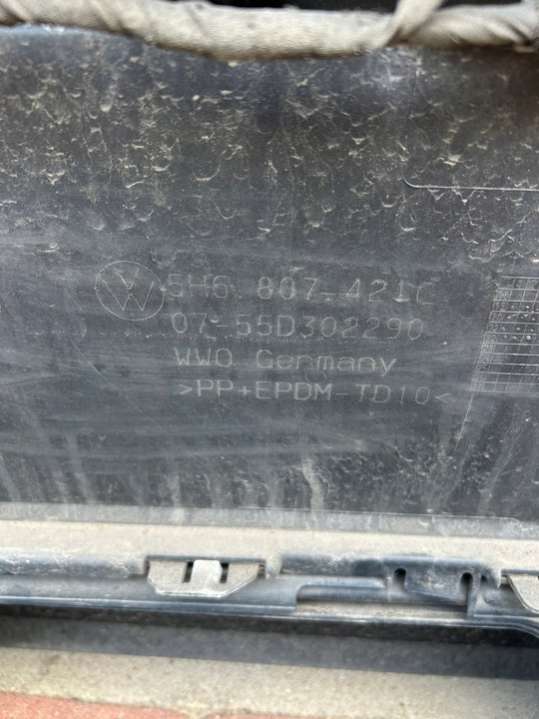 5H6 807.421C
07-55D302290
WWO Germany
>PP+EPDM-TD10<